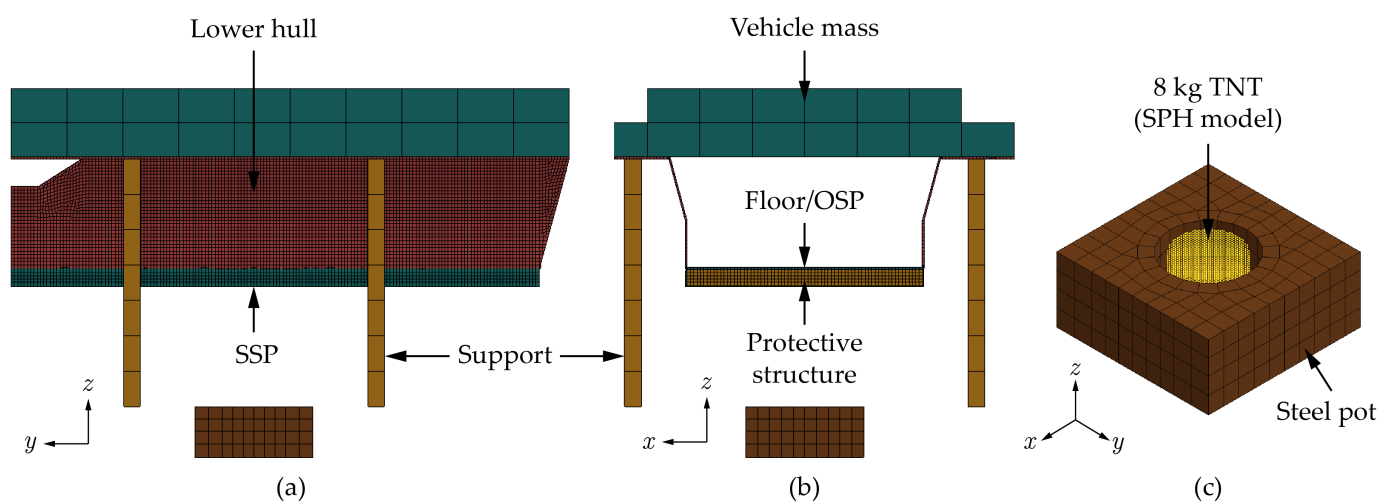 Lower hull
Vehicle mass
8 kg TNT
(SPH model)
Floor/OSP
SSP
Support
Protective
structure
Steel pot
z
y
z
x
z
x
y
(a)
(b)
(c)